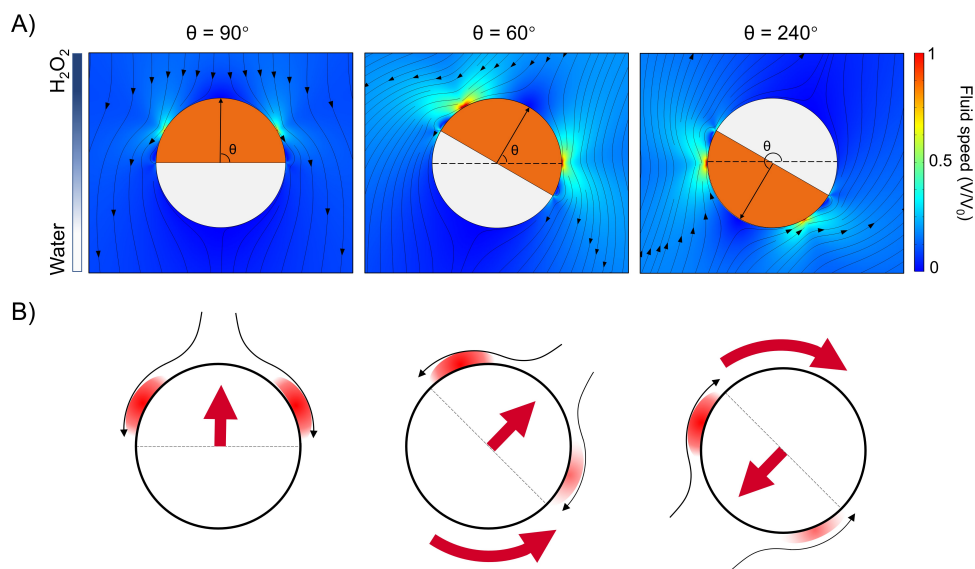 A)
θ = 90°
θ = 60°
θ = 240°
H₂O₂
Water
θ
θ
θ
1
0.5
0
Fluid speed (V/V₀)
B)